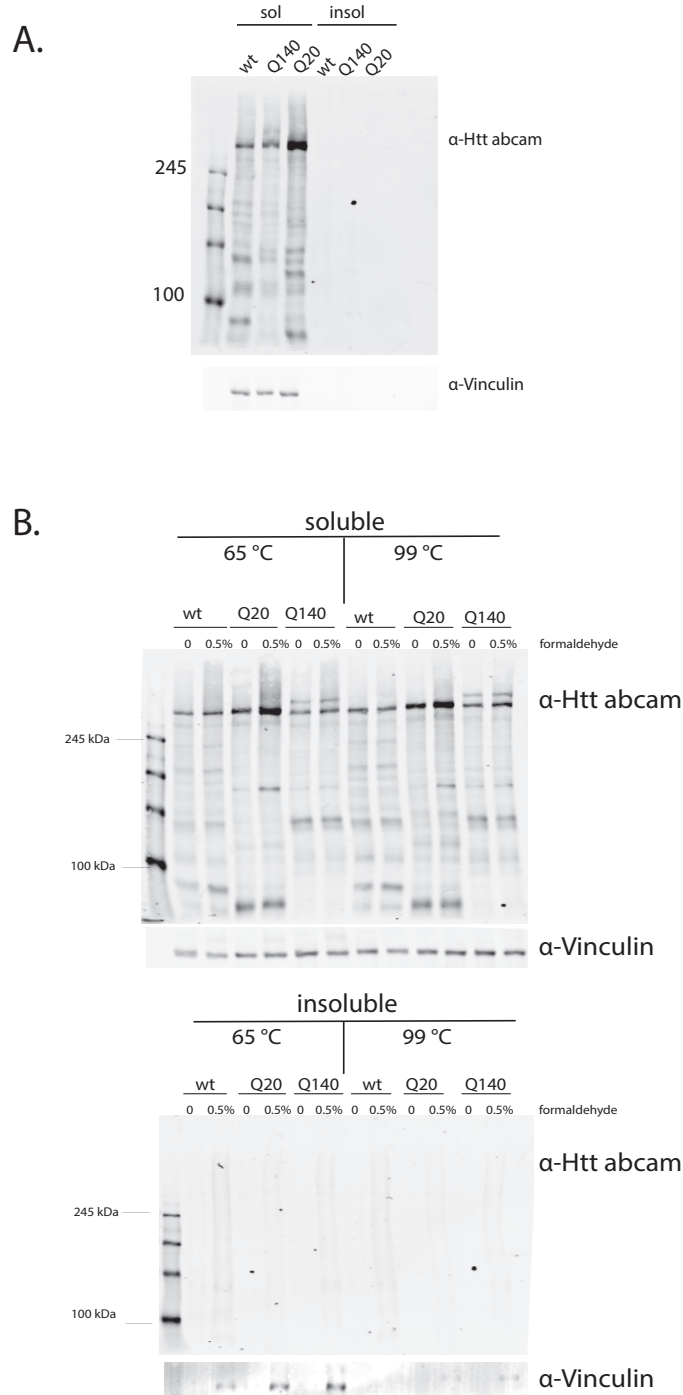 A.
sol insol
wt Q140 Q20 wt Q140 Q20
α-Htt abcam
245
100
α-Vinculin
B.
soluble
65 °C 99 °C
wt Q20 Q140 wt Q20 Q140
0 0.5% 0 0.5% 0 0.5% 0 0.5% 0 0.5% 0 0.5% formaldehyde
α-Htt abcam
245 kDa
100 kDa
α-Vinculin
insoluble
65 °C 99 °C
wt Q20 Q140 wt Q20 Q140
0 0.5% 0 0.5% 0 0.5% 0 0.5% 0 0.5% 0 0.5% formaldehyde
α-Htt abcam
245 kDa
100 kDa
α-Vinculin